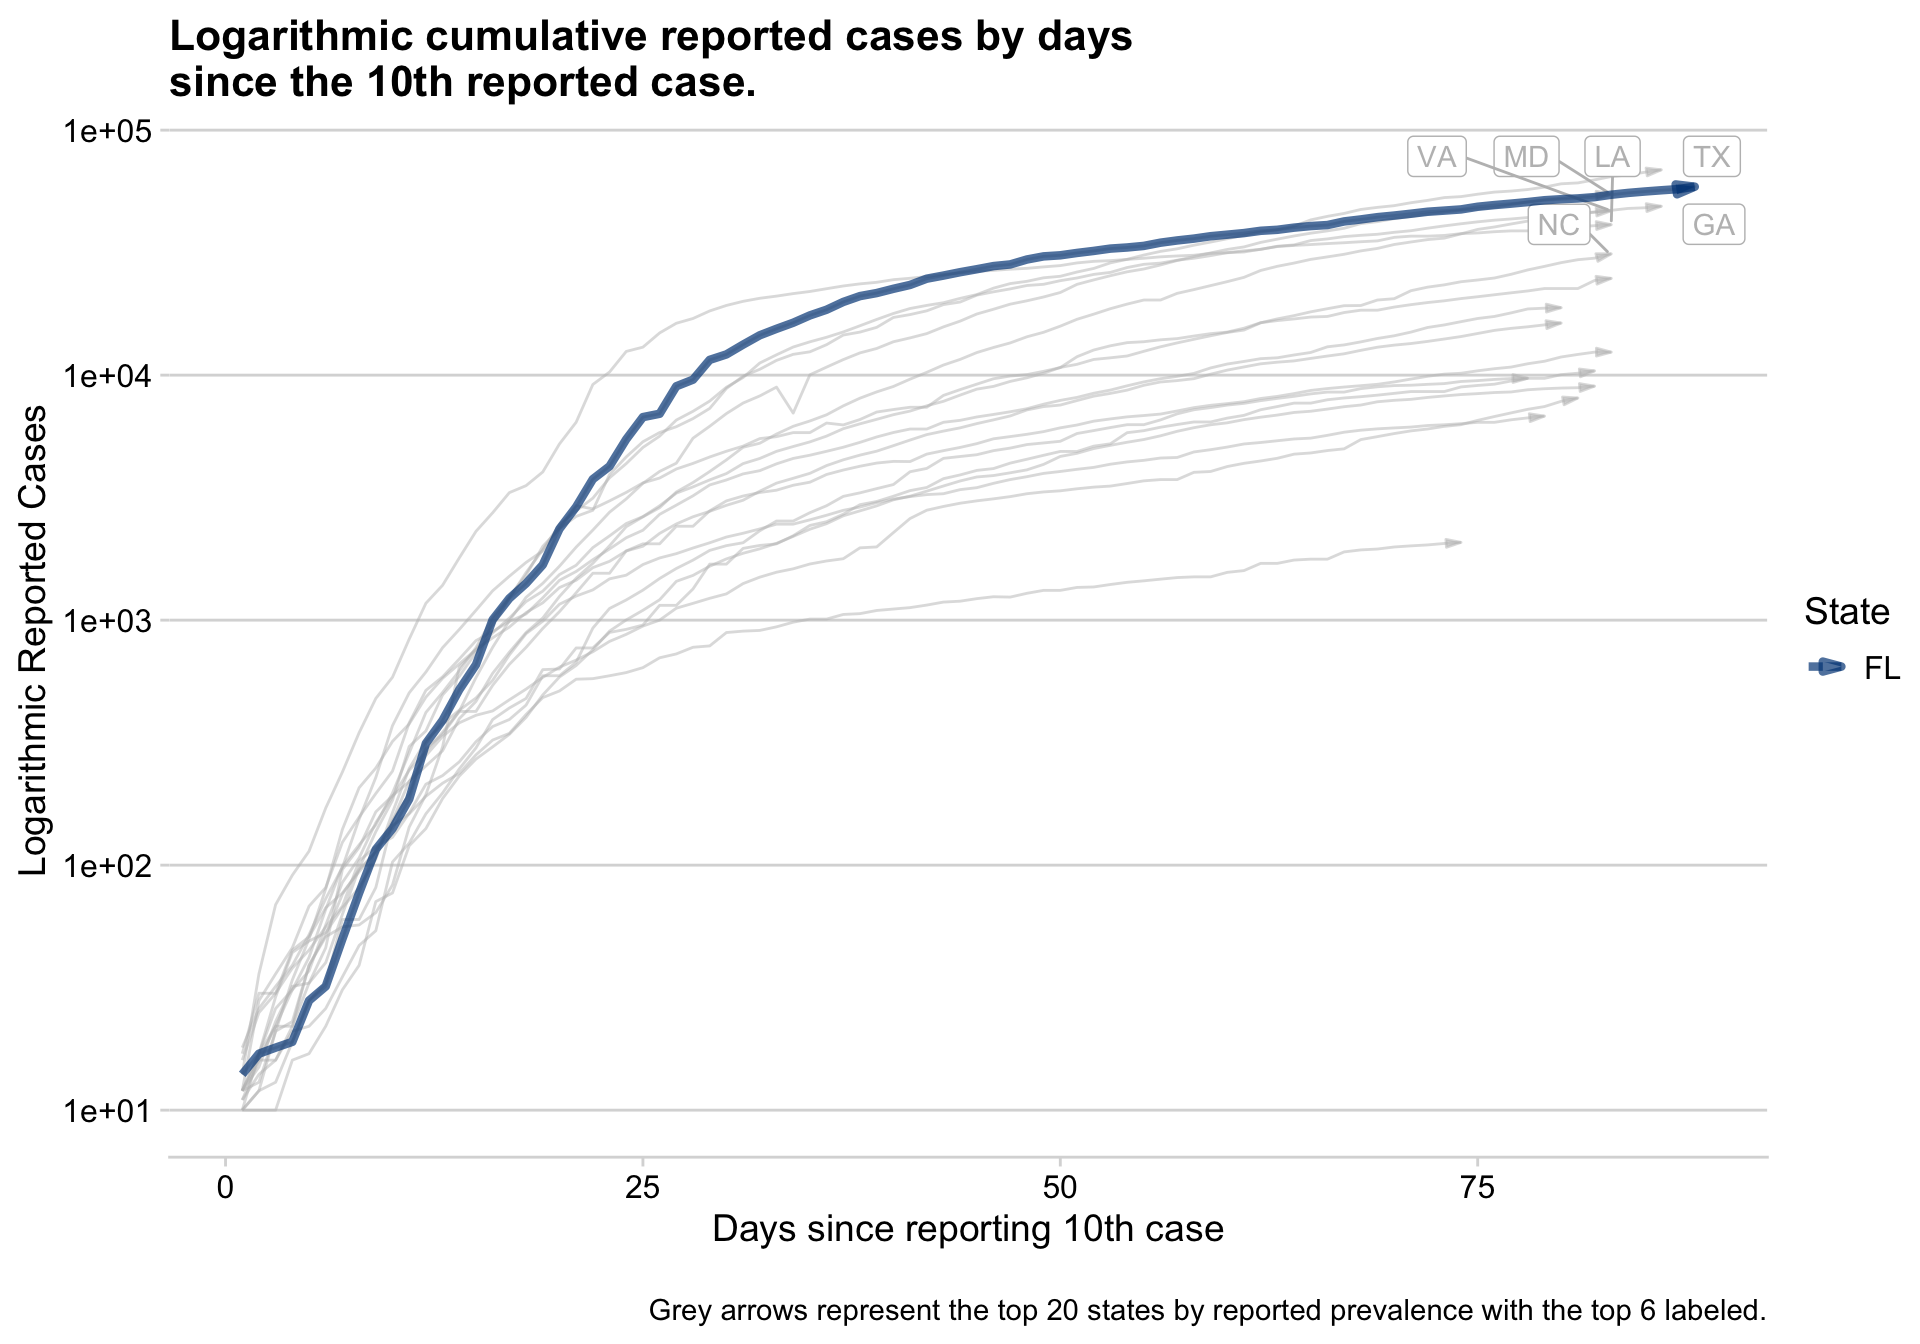 Logarithmic cumulative reported cases by days
since the 10th reported case.
1e+05
VA
MD
LA
TX
NC
GA
1e+04
Logarithmic Reported Cases
1e+03
State
FL
1e+02
1e+01
0
25
50
75
Days since reporting 10th case
Grey arrows represent the top 20 states by reported prevalence with the top 6 labeled.